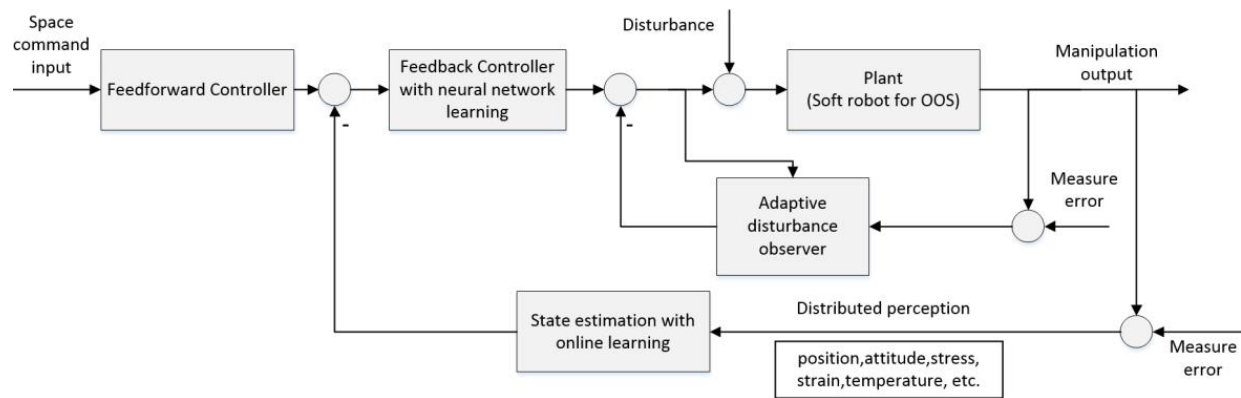 Space
command
input
Feedforward Controller
-
Feedback Controller
with neural network
learning
-
Disturbance
Plant
(Soft robot for OOS)
Manipulation
output
Adaptive
disturbance
observer
Measure
error
State estimation with
online learning
Distributed perception
position,attitude,stress,
strain,temperature, etc.
Measure
error